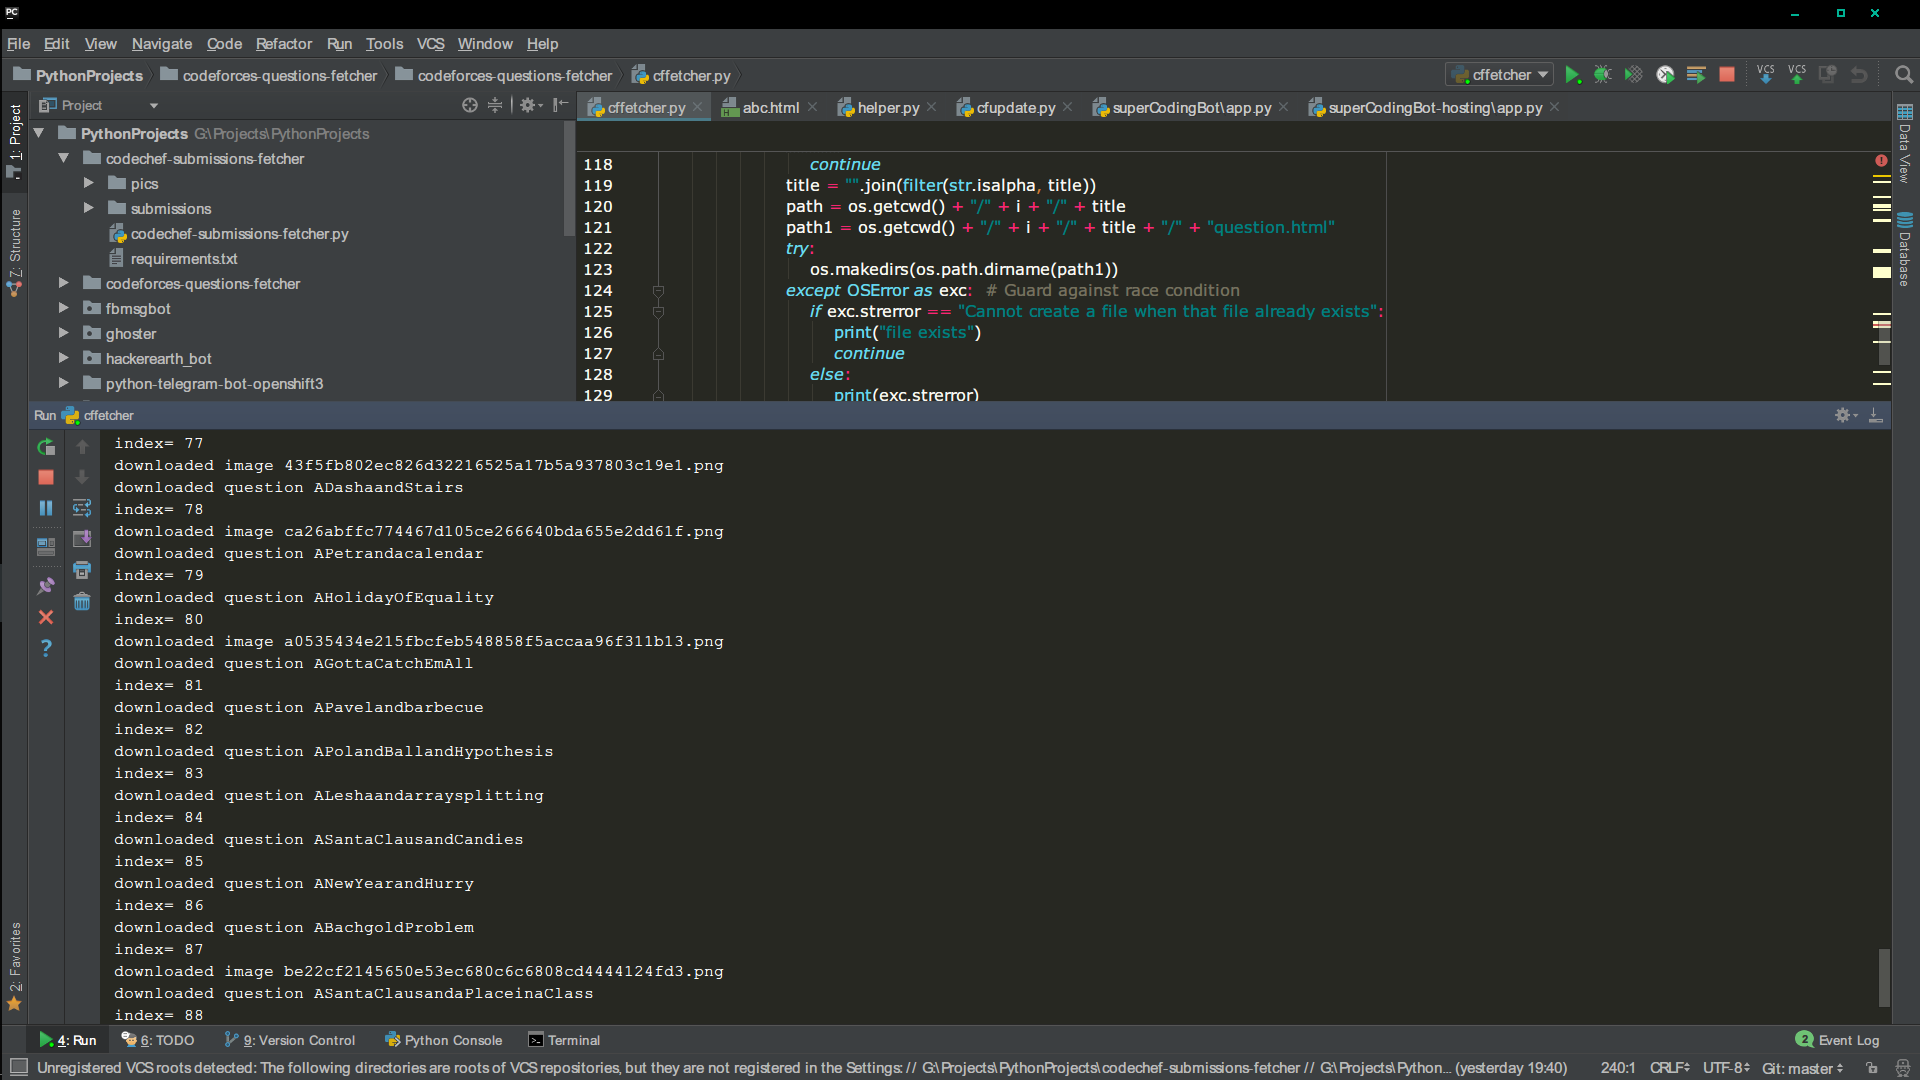 PC
File Edit View Navigate Code Refactor Run Tools VCS Window Help
PythonProjects codeforces-questions-fetcher codeforces-questions-fetcher cffetcher.py
cffetcher VCS VCS
1: Project
Z: Structure
2: Favorites
Project
PythonProjects G:\Projects\PythonProjects
codechef-submissions-fetcher
pics
submissions
codechef-submissions-fetcher.py
requirements.txt
codeforces-questions-fetcher
fbmsgbot
ghoster
hackerearth_bot
python-telegram-bot-openshift3
cffetcher.py abc.html helper.py cfupdate.py superCodingBot\app.py superCodingBot-hosting\app.py
118 continue
119 title = "".join(filter(str.isalpha, title))
120 path = os.getcwd() + "/" + i + "/" + title
121 path1 = os.getcwd() + "/" + i + "/" + title + "/" + "question.html"
122 try:
123 os.makedirs(os.path.dirname(path1))
124 except OSError as exc: # Guard against race condition
125 if exc.strerror == "Cannot create a file when that file already exists":
126 print("file exists")
127 continue
128 else:
129 print(exc.strerror)
Data View
Database
Run cffetcher
index= 77
downloaded image 43f5fb802ec826d32216525a17b5a937803c19e1.png
downloaded question ADashaandStairs
index= 78
downloaded image ca26abffc774467d105ce266640bda655e2dd61f.png
downloaded question APetrandacalendar
index= 79
downloaded question AHolidayOfEquality
index= 80
downloaded image a0535434e215fbcfeb548858f5accaa96f311b13.png
downloaded question AGottaCatchEmAll
index= 81
downloaded question APavelandbarbecue
index= 82
downloaded question APolandBallandHypothesis
index= 83
downloaded question ALeshaandarraysplitting
index= 84
downloaded question ASantaClausandCandies
index= 85
downloaded question ANewYearandHurry
index= 86
downloaded question ABachgoldProblem
index= 87
downloaded image be22cf2145650e53ec680c6c6808cd4444124fd3.png
downloaded question ASantaClausandaPlaceinaClass
index= 88
4: Run 6: TODO 9: Version Control Python Console Terminal 2 Event Log
Unregistered VCS roots detected: The following directories are roots of VCS repositories, but they are not registered in the Settings: // G:\Projects\PythonProjects\codechef-submissions-fetcher // G:\Projects\Python... (yesterday 19:40) 240:1 CRLF UTF-8 Git: master